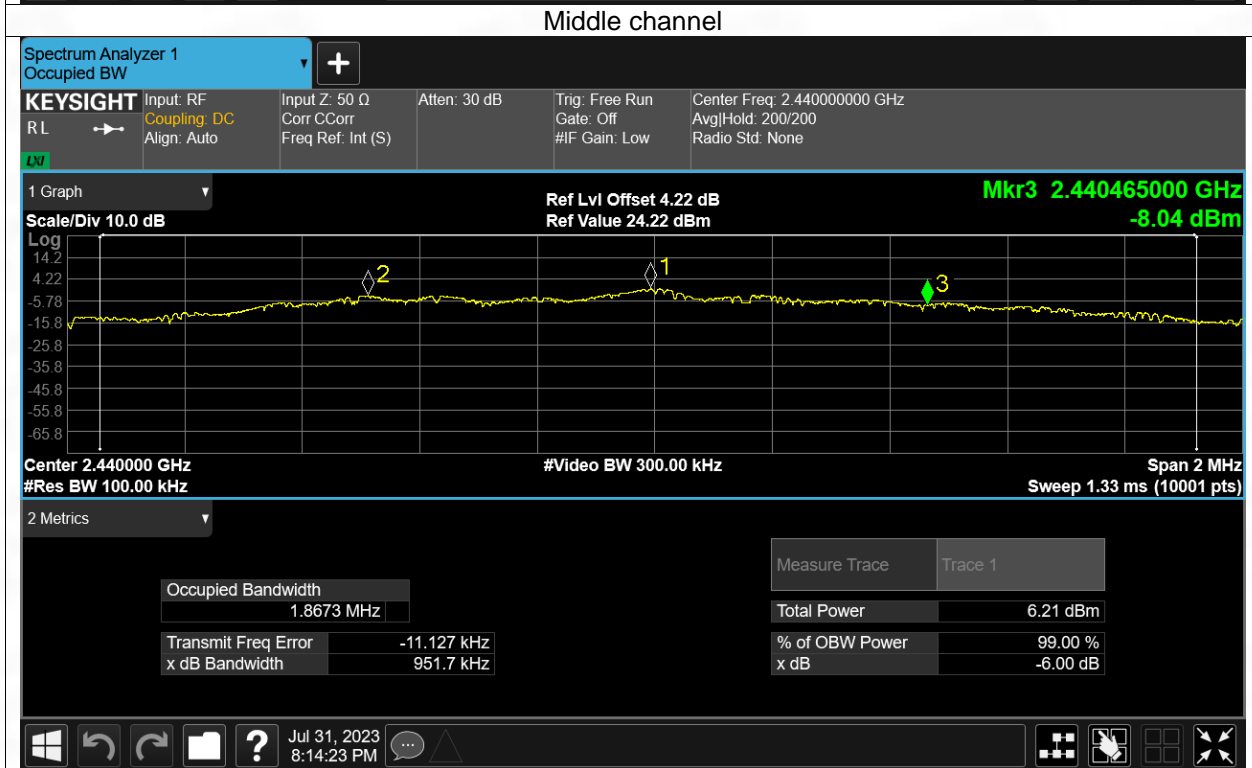 Middle channel
Spectrum Analyzer 1
Occupied BW
KEYSIGHT
RL
LXI
Input: RF
Coupling: DC
Align: Auto
Input Z: 50 Ω
Corr CCorr
Freq Ref: Int (S)
Atten: 30 dB
Trig: Free Run
Gate: Off
#IF Gain: Low
Center Freq: 2.440000000 GHz
Avg|Hold: 200/200
Radio Std: None
1 Graph
Scale/Div 10.0 dB
Ref Lvl Offset 4.22 dB
Ref Value 24.22 dBm
Mkr3 2.440465000 GHz
-8.04 dBm
Log
14.2
4.22
-5.78
-15.8
-25.8
-35.8
-45.8
-55.8
-65.8
2
1
3
Center 2.440000 GHz
#Res BW 100.00 kHz
#Video BW 300.00 kHz
Span 2 MHz
Sweep 1.33 ms (10001 pts)
2 Metrics
Occupied Bandwidth
1.8673 MHz
Transmit Freq Error -11.127 kHz
x dB Bandwidth 951.7 kHz
Measure Trace Trace 1
Total Power 6.21 dBm
% of OBW Power 99.00 %
x dB -6.00 dB
?
Jul 31, 2023
8:14:23 PM